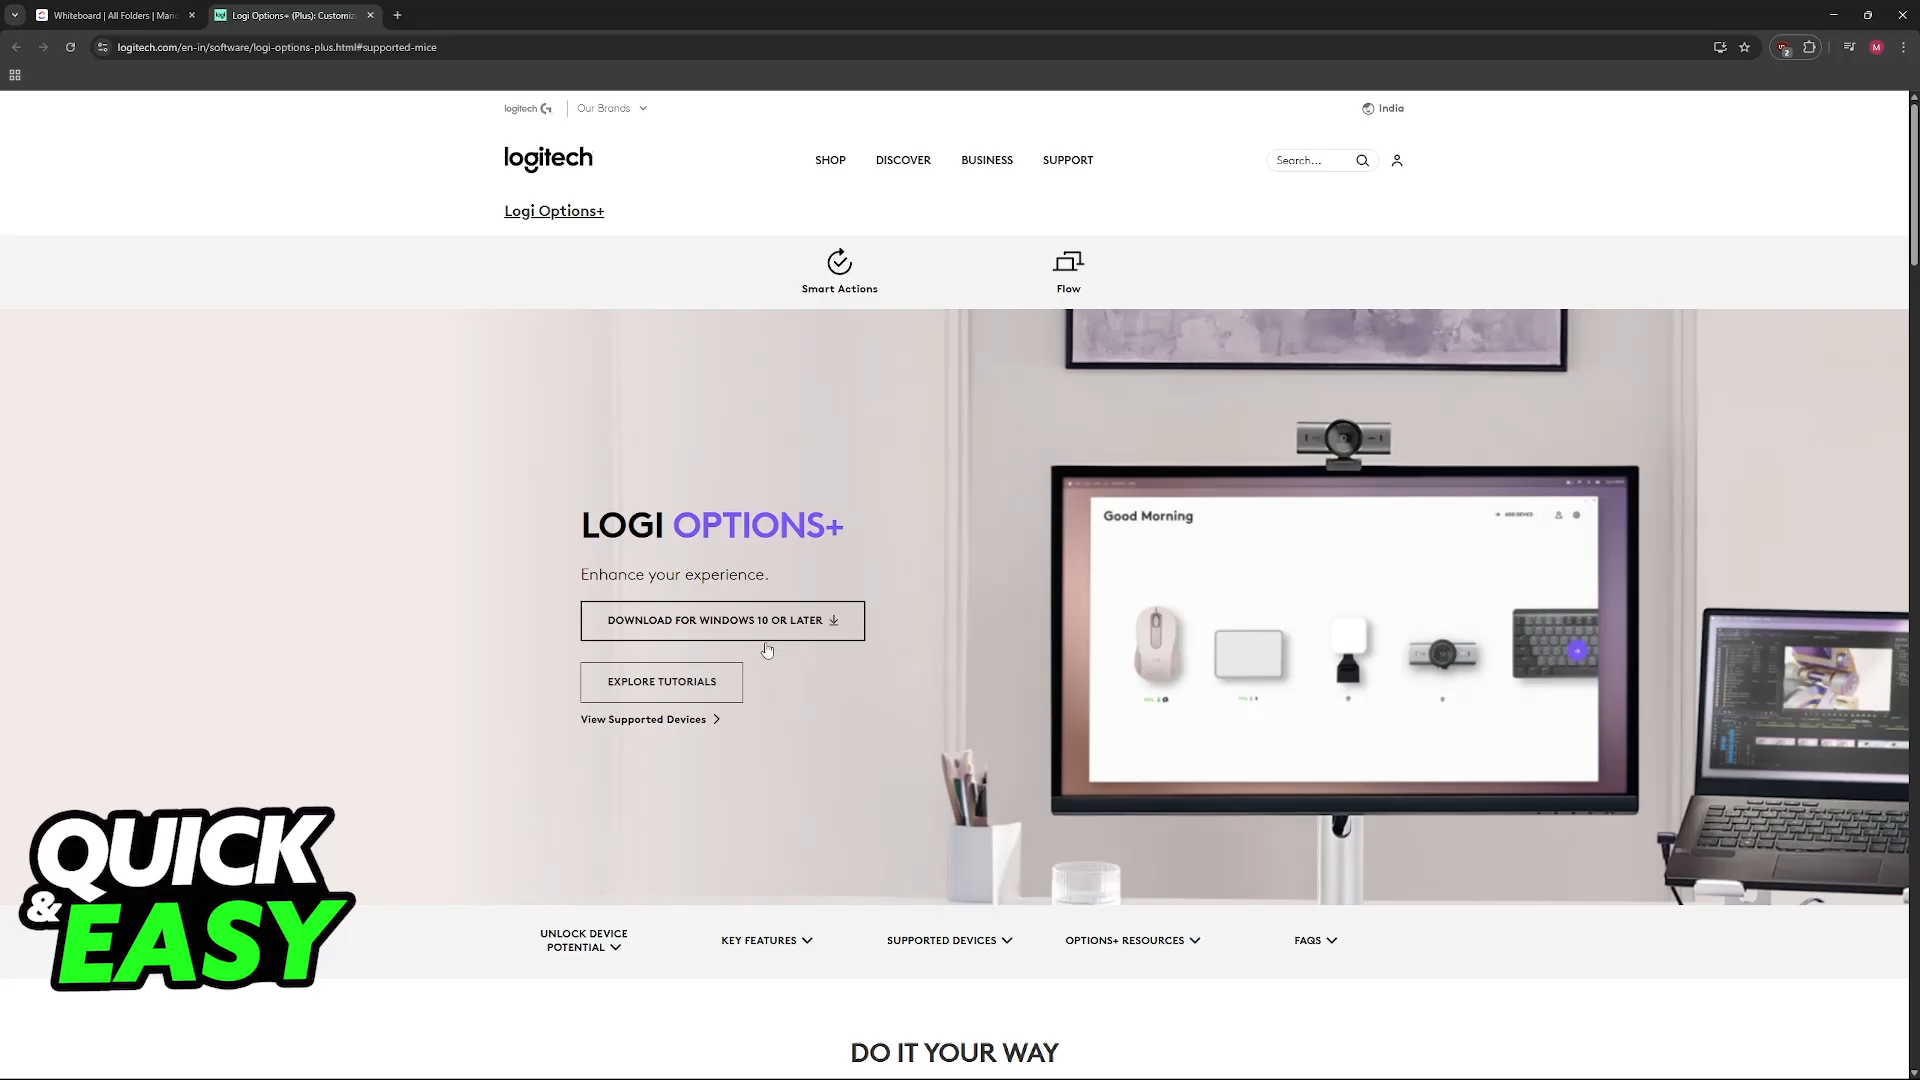 Whiteboard | All Folders | Mario
Logi Options+ (Plus): Customiz
logitech.com/en-in/software/logi-options-plus.html#supported-mice
2
M
logitech G
Our Brands
India
logitech
SHOP
DISCOVER
BUSINESS
SUPPORT
Search...
Logi Options+
Smart Actions
Flow
Good Morning
+ ADD DEVICE
LOGI OPTIONS+
Enhance your experience.
DOWNLOAD FOR WINDOWS 10 OR LATER
EXPLORE TUTORIALS
View Supported Devices
QUICK
& EASY
UNLOCK DEVICE
POTENTIAL
KEY FEATURES
SUPPORTED DEVICES
OPTIONS+ RESOURCES
FAQS
DO IT YOUR WAY